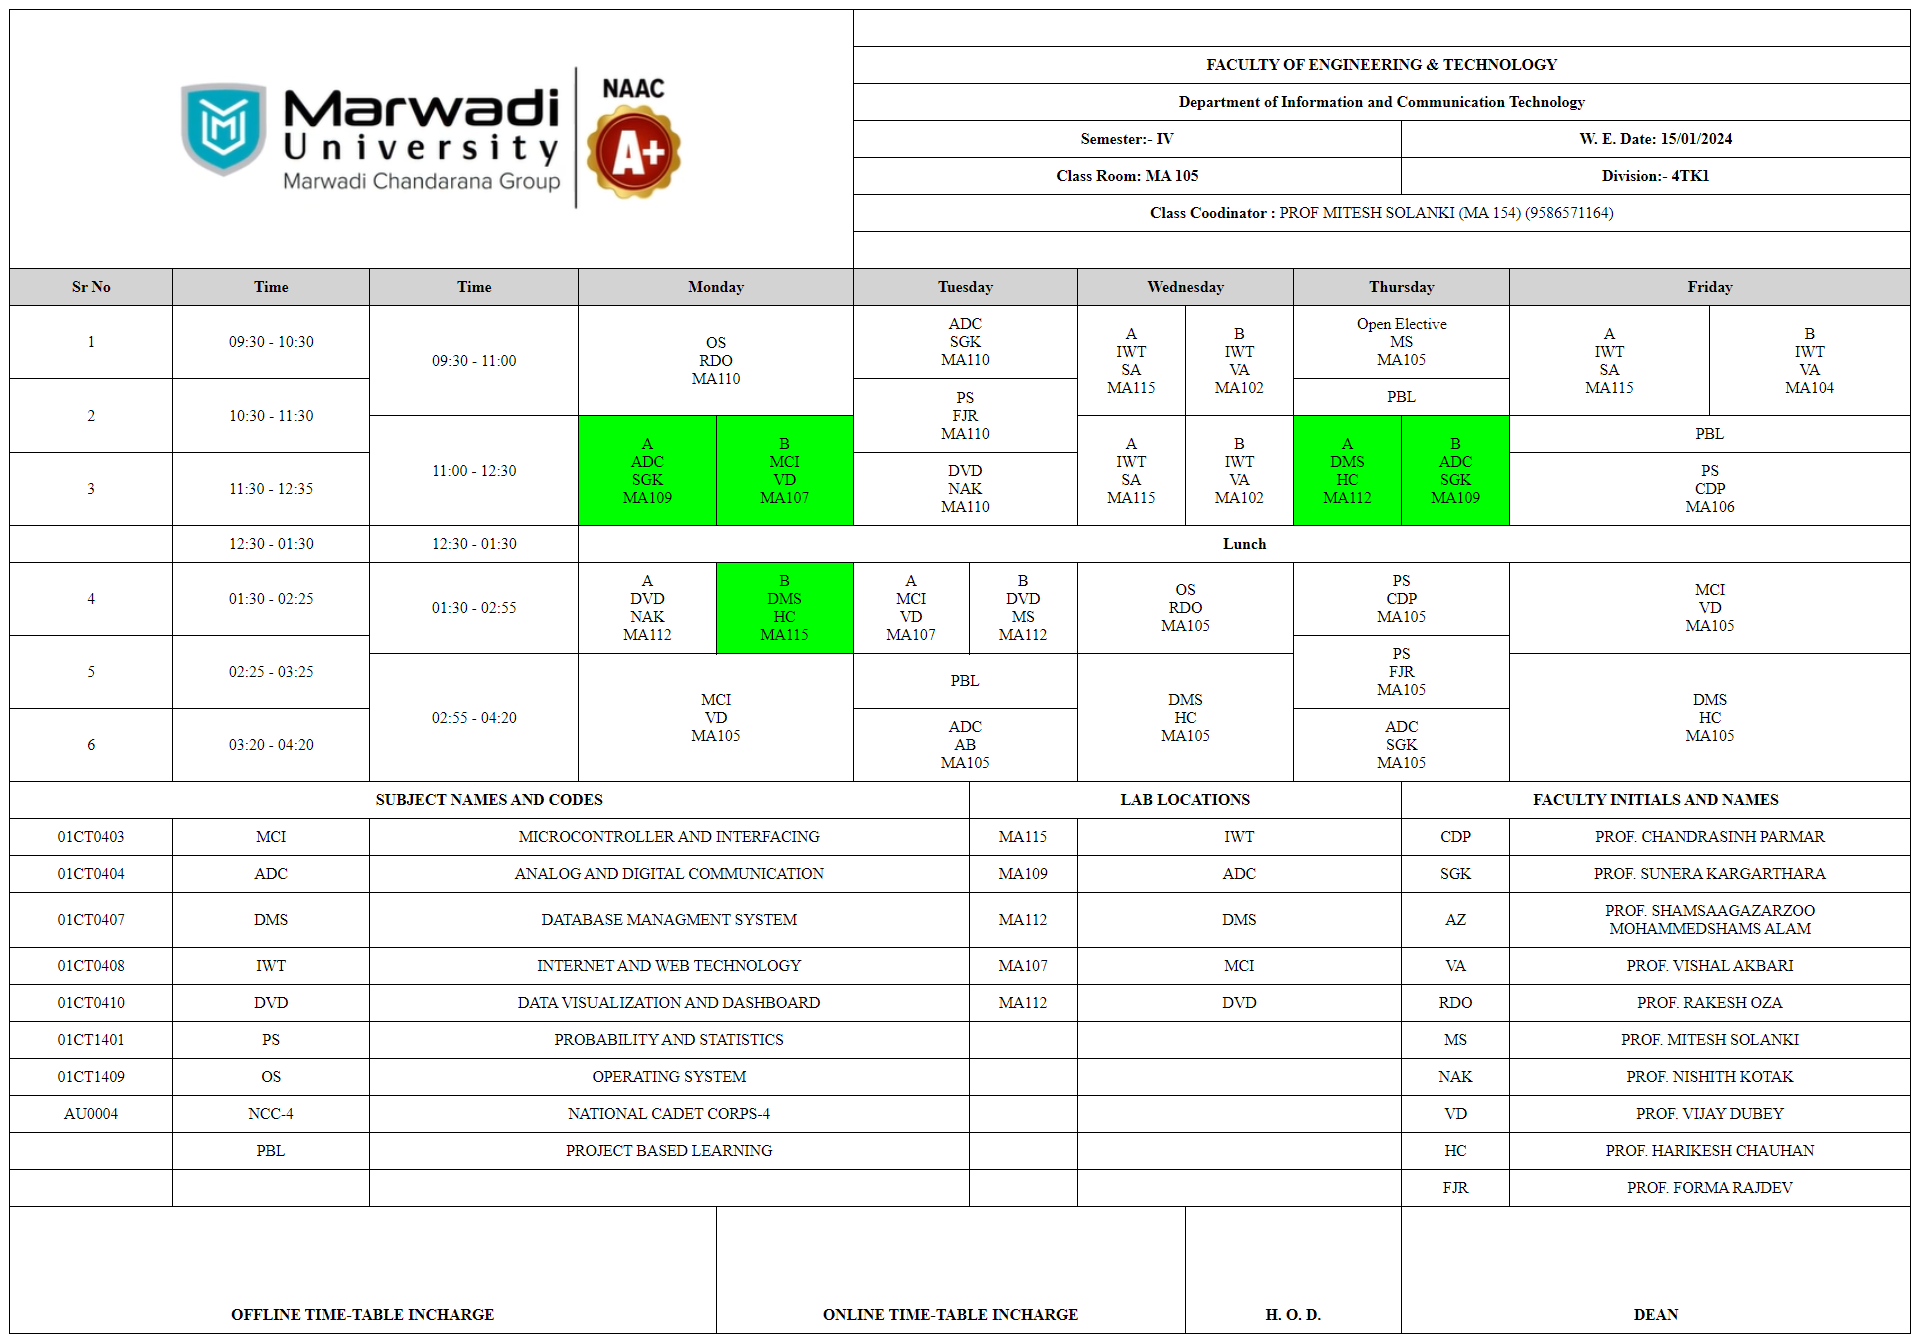 Marwadi
University
Marwadi Chandarana Group
NAAC
A+
FACULTY OF ENGINEERING & TECHNOLOGY
Department of Information and Communication Technology
Semester:- IV
W. E. Date: 15/01/2024
Class Room: MA 105
Division:- 4TK1
Class Coodinator : PROF MITESH SOLANKI (MA 154) (9586571164)
Sr No
Time
Time
Monday
Tuesday
Wednesday
Thursday
Friday
1
09:30 - 10:30
09:30 - 11:00
OS
RDO
MA110
ADC
SGK
MA110
A
IWT
SA
MA115
B
IWT
VA
MA102
Open Elective
MS
MA105
A
IWT
SA
MA115
B
IWT
VA
MA104
2
10:30 - 11:30
PS
FJR
MA110
PBL
11:00 - 12:30
A
ADC
SGK
MA109
B
MCI
VD
MA107
A
IWT
SA
MA115
B
IWT
VA
MA102
A
DMS
HC
MA112
B
ADC
SGK
MA109
PBL
3
11:30 - 12:35
DVD
NAK
MA110
PS
CDP
MA106
12:30 - 01:30
12:30 - 01:30
Lunch
4
01:30 - 02:25
01:30 - 02:55
A
DVD
NAK
MA112
B
DMS
HC
MA115
A
MCI
VD
MA107
B
DVD
MS
MA112
OS
RDO
MA105
PS
CDP
MA105
MCI
VD
MA105
5
02:25 - 03:25
PS
FJR
MA105
02:55 - 04:20
MCI
VD
MA105
PBL
DMS
HC
MA105
DMS
HC
MA105
6
03:20 - 04:20
ADC
AB
MA105
ADC
SGK
MA105
SUBJECT NAMES AND CODES
LAB LOCATIONS
FACULTY INITIALS AND NAMES
01CT0403
MCI
MICROCONTROLLER AND INTERFACING
MA115
IWT
CDP
PROF. CHANDRASINH PARMAR
01CT0404
ADC
ANALOG AND DIGITAL COMMUNICATION
MA109
ADC
SGK
PROF. SUNERA KARGARTHARA
01CT0407
DMS
DATABASE MANAGMENT SYSTEM
MA112
DMS
AZ
PROF. SHAMSAAGAZARZOO
MOHAMMEDSHAMS ALAM
01CT0408
IWT
INTERNET AND WEB TECHNOLOGY
MA107
MCI
VA
PROF. VISHAL AKBARI
01CT0410
DVD
DATA VISUALIZATION AND DASHBOARD
MA112
DVD
RDO
PROF. RAKESH OZA
01CT1401
PS
PROBABILITY AND STATISTICS
MS
PROF. MITESH SOLANKI
01CT1409
OS
OPERATING SYSTEM
NAK
PROF. NISHITH KOTAK
AU0004
NCC-4
NATIONAL CADET CORPS-4
VD
PROF. VIJAY DUBEY
PBL
PROJECT BASED LEARNING
HC
PROF. HARIKESH CHAUHAN
FJR
PROF. FORMA RAJDEV
OFFLINE TIME-TABLE INCHARGE
ONLINE TIME-TABLE INCHARGE
H. O. D.
DEAN